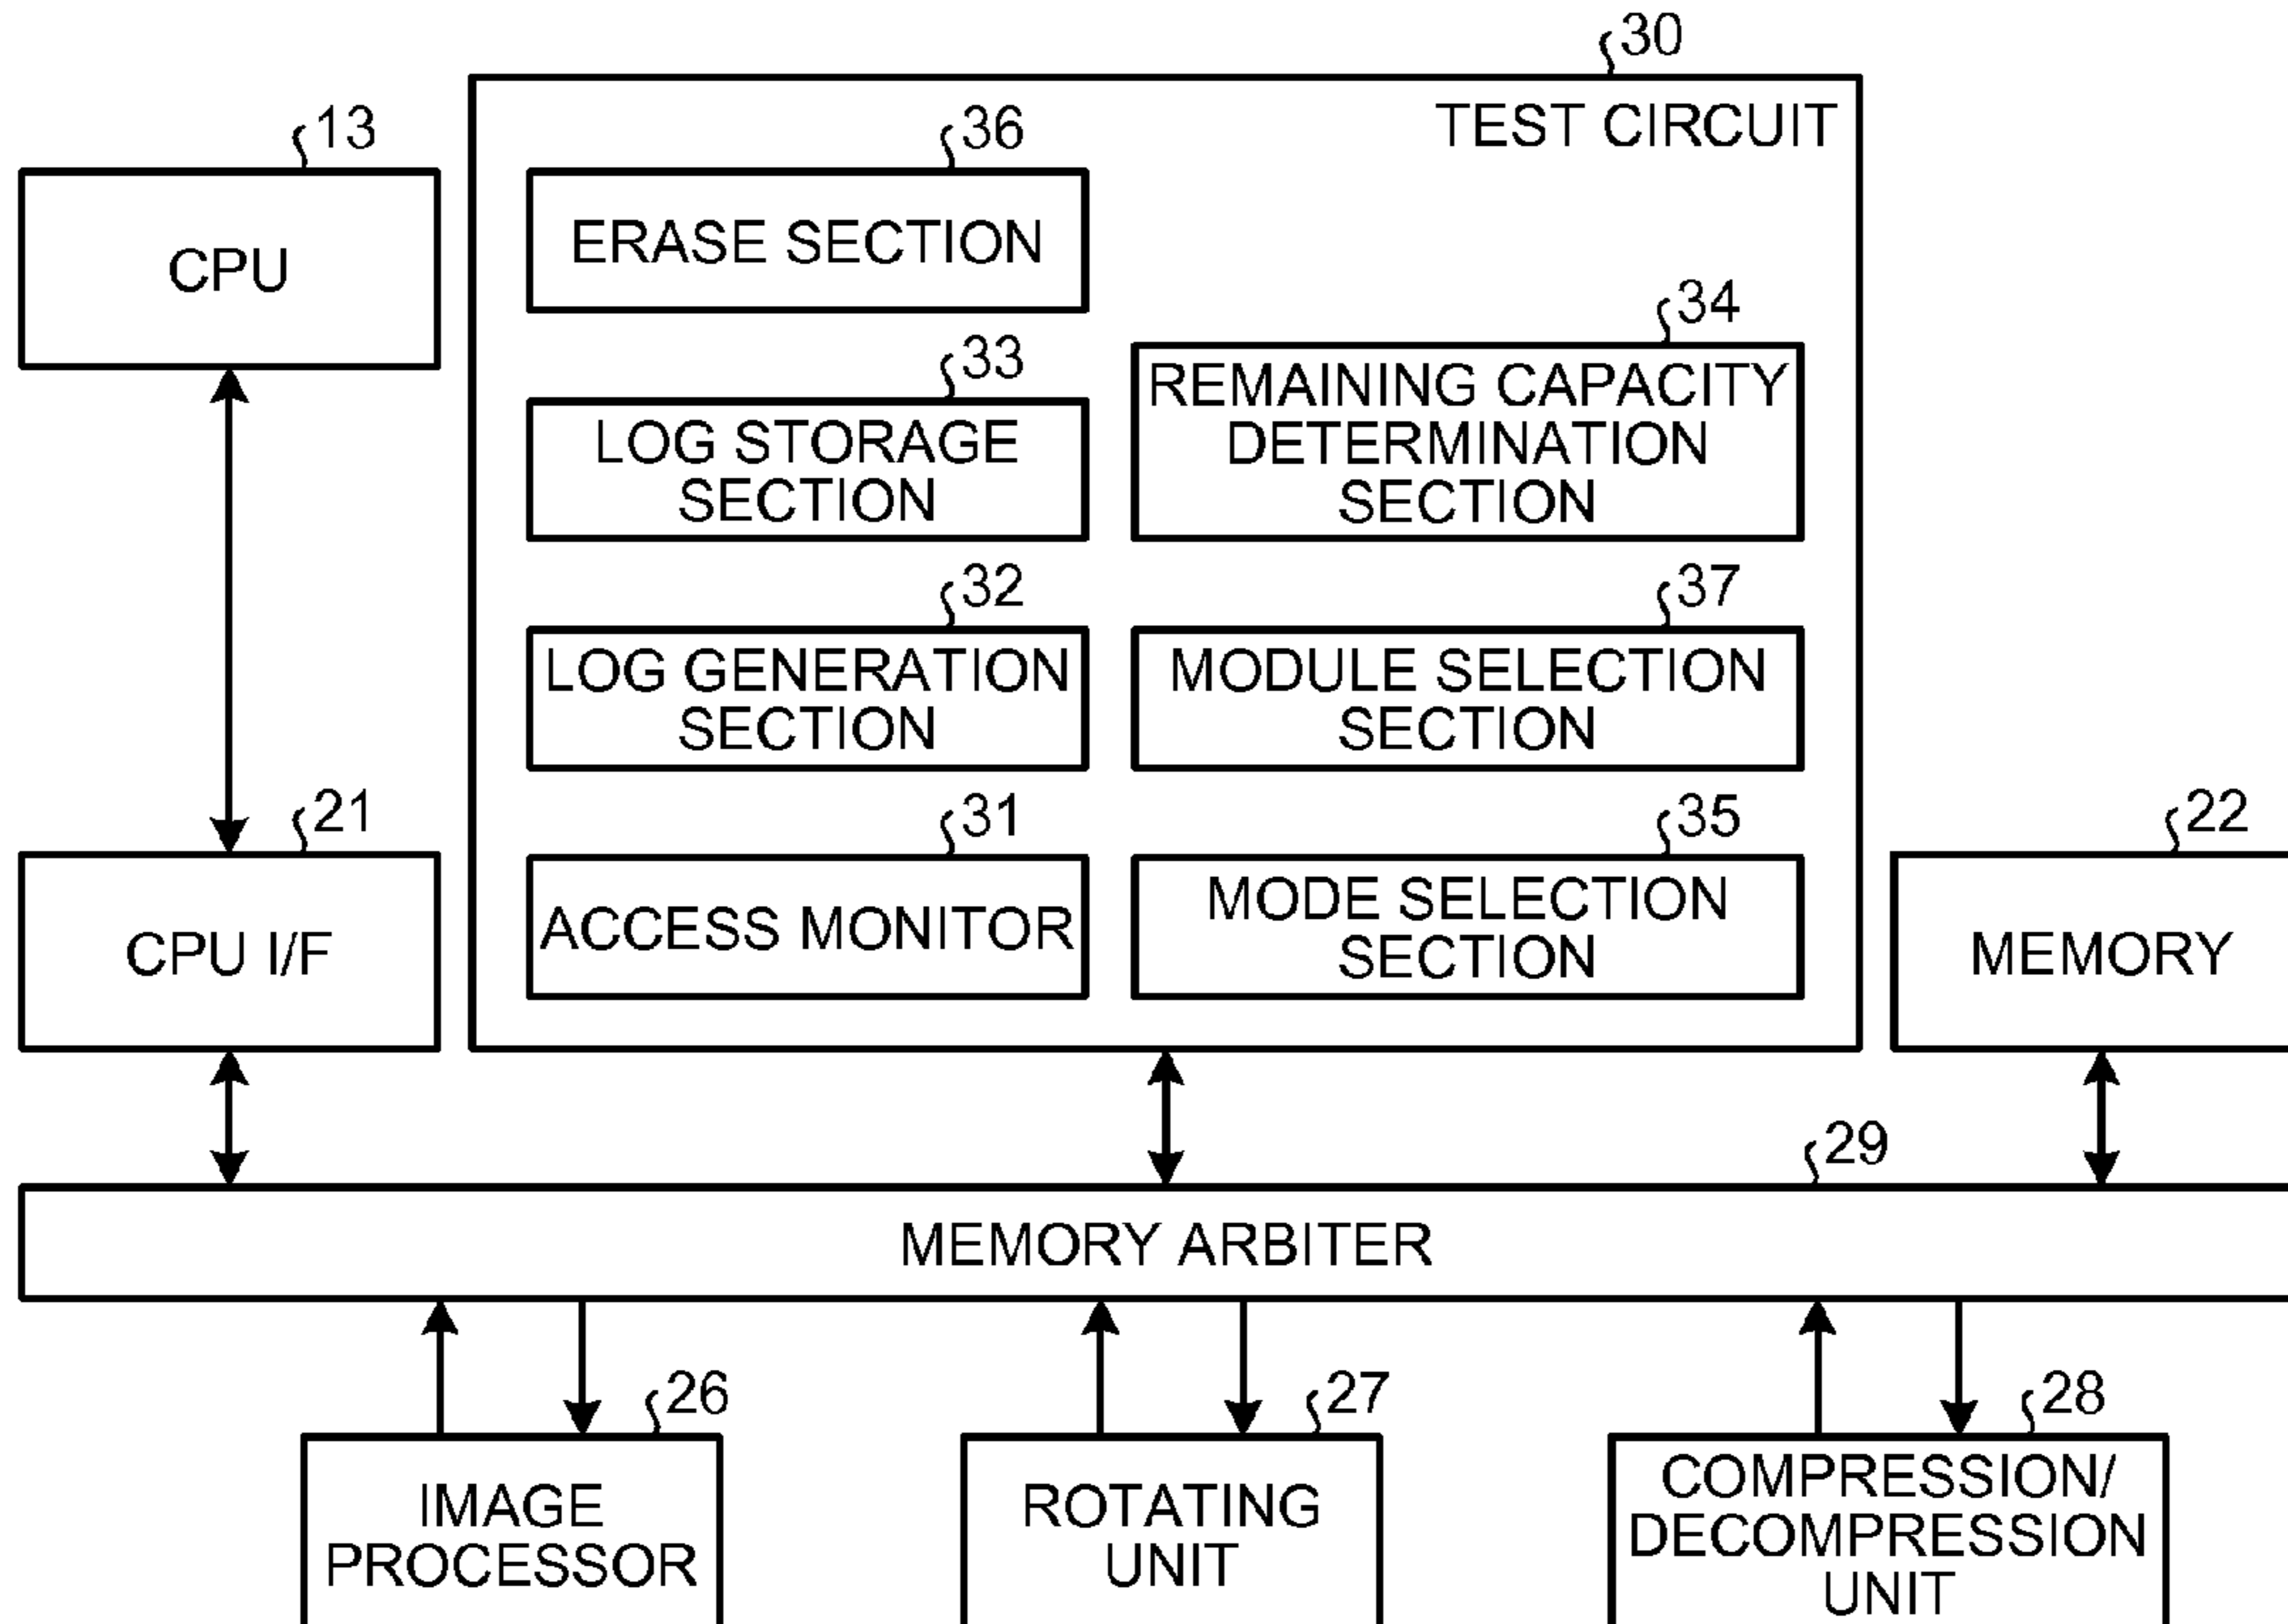 30
TEST CIRCUIT
13
CPU
36
ERASE SECTION
34
REMAINING CAPACITY
DETERMINATION
SECTION
33
LOG STORAGE
SECTION
32
LOG GENERATION
SECTION
37
MODULE SELECTION
SECTION
21
CPU I/F
31
ACCESS MONITOR
35
MODE SELECTION
SECTION
22
MEMORY
29
MEMORY ARBITER
26
IMAGE
PROCESSOR
27
ROTATING
UNIT
28
COMPRESSION/
DECOMPRESSION
UNIT